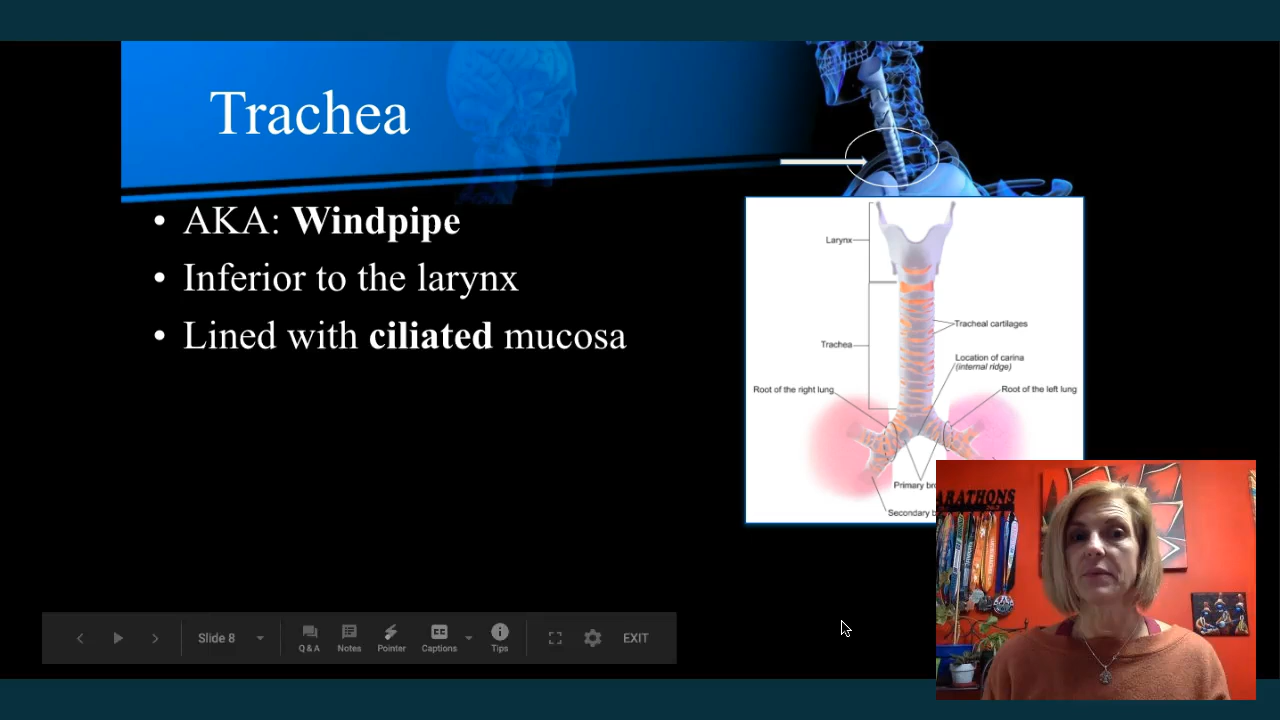 Trachea
• AKA: Windpipe
• Inferior to the larynx
• Lined with ciliated mucosa
Larynx
Tracheal cartilages
Trachea
Location of carina
(internal ridge)
Root of the right lung
Root of the left lung
Primary br
Secondary b
ARATHONS
Slide 8
Q & A
Notes
Pointer
CC
Captions
Tips
EXIT